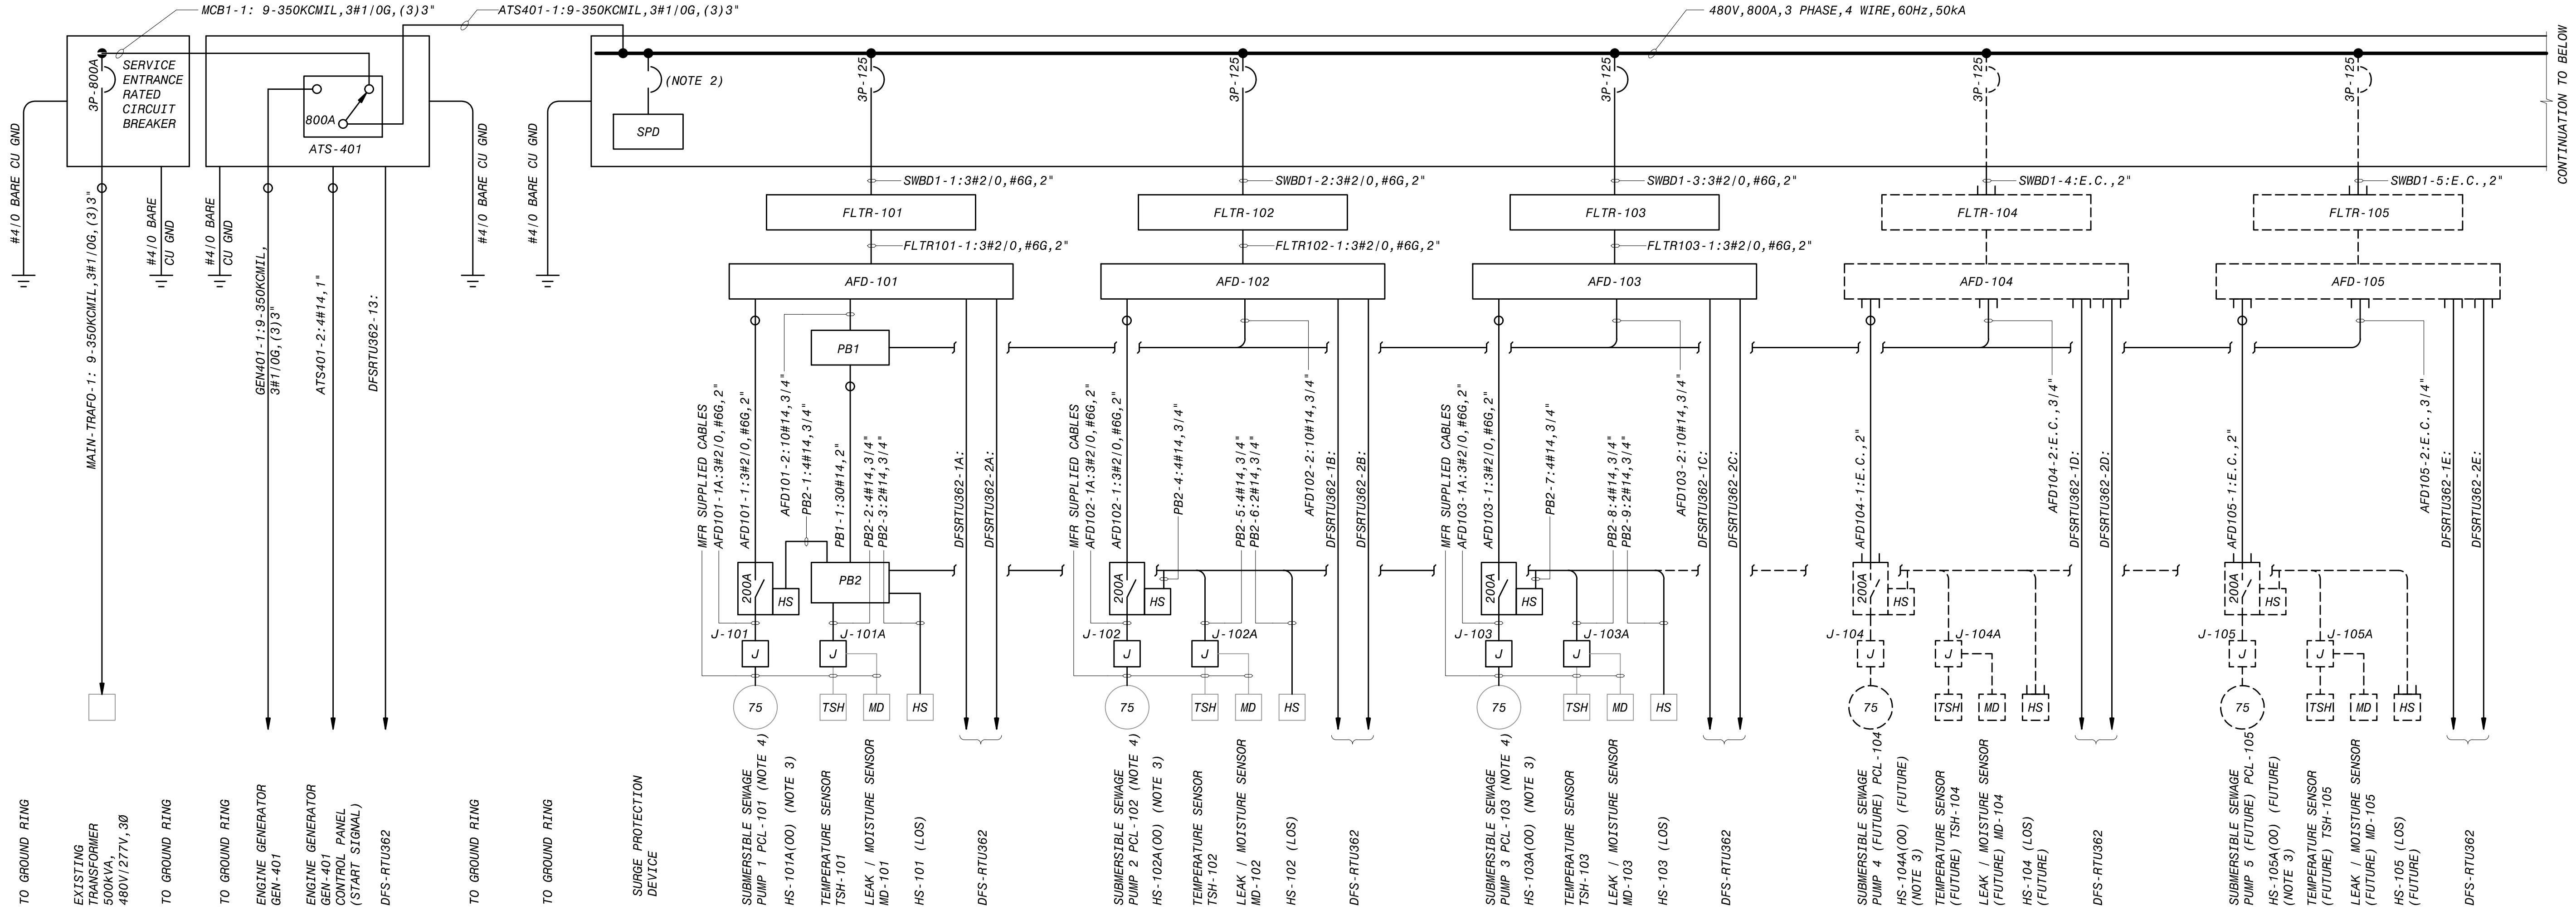 MCB1-1: 9-350KCMIL,3#1/0G,(3)3"
ATS401-1:9-350KCMIL,3#1/0G,(3)3"
480V,800A,3 PHASE,4 WIRE,60Hz,50kA
CONTINUATION TO BELOW
3P-800A
SERVICE
ENTRANCE
RATED
CIRCUIT
BREAKER
800A
ATS-401
(NOTE 2)
SPD
3P-125
3P-125
3P-125
3P-125
3P-125
#4/0 BARE CU GND
#4/0 BARE
CU GND
#4/0 BARE
CU GND
#4/0 BARE CU GND
#4/0 BARE CU GND
MAIN-TRAFO-1: 9-350KCMIL,3#1/0G,(3)3"
GEN401-1:9-350KCMIL,
3#1/0G,(3)3"
ATS401-2:4#14,1"
DFSRTU362-13:
SWBD1-1:3#2/0,#6G,2"
SWBD1-2:3#2/0,#6G,2"
SWBD1-3:3#2/0,#6G,2"
SWBD1-4:E.C.,2"
SWBD1-5:E.C.,2"
FLTR-101
FLTR-102
FLTR-103
FLTR-104
FLTR-105
FLTR101-1:3#2/0,#6G,2"
FLTR102-1:3#2/0,#6G,2"
FLTR103-1:3#2/0,#6G,2"
AFD-101
AFD-102
AFD-103
AFD-104
AFD-105
PB1
MFR SUPPLIED CABLES
AFD101-1A:3#2/0,#6G,2"
AFD101-1:3#2/0,#6G,2"
AFD101-2:10#14,3/4"
PB2-1:4#14,3/4"
PB1-1:30#14,2"
PB2-2:4#14,3/4"
PB2-3:2#14,3/4"
DFSRTU362-1A:
DFSRTU362-2A:
MFR SUPPLIED CABLES
AFD102-1A:3#2/0,#6G,2"
AFD102-1:3#2/0,#6G,2"
PB2-4:4#14,3/4"
PB2-5:4#14,3/4"
PB2-6:2#14,3/4"
AFD102-2:10#14,3/4"
DFSRTU362-1B:
DFSRTU362-2B:
MFR SUPPLIED CABLES
AFD103-1A:3#2/0,#6G,2"
AFD103-1:3#2/0,#6G,2"
PB2-7:4#14,3/4"
PB2-8:4#14,3/4"
PB2-9:2#14,3/4"
AFD103-2:10#14,3/4"
DFSRTU362-1C:
DFSRTU362-2C:
AFD104-1:E.C.,2"
AFD104-2:E.C.,3/4"
DFSRTU362-1D:
DFSRTU362-2D:
AFD105-1:E.C.,2"
AFD105-2:E.C.,3/4"
DFSRTU362-1E:
DFSRTU362-2E:
200A
HS
PB2
200A
HS
200A
HS
200A
HS
200A
HS
J-101
J
J-101A
J
J-102
J
J-102A
J
J-103
J
J-103A
J
J-104
J
J-104A
J
J-105
J
J-105A
J
75
TSH
MD
HS
75
TSH
MD
HS
75
TSH
MD
HS
75
TSH
MD
HS
75
TSH
MD
HS
TO GROUND RING
EXISTING
TRANSFORMER
500KVA,
480V/277V,3Ø
TO GROUND RING
TO GROUND RING
ENGINE GENERATOR
GEN-401
ENGINE GENERATOR
GEN-401
CONTROL PANEL
(START SIGNAL)
DFS-RTU362
TO GROUND RING
TO GROUND RING
SURGE PROTECTION
DEVICE
SUBMERSIBLE SEWAGE
PUMP 1 PCL-101 (NOTE 4)
HS-101A(OO) (NOTE 3)
TEMPERATURE SENSOR
TSH-101
LEAK / MOISTURE SENSOR
MD-101
HS-101 (LOS)
DFS-RTU362
SUBMERSIBLE SEWAGE
PUMP 2 PCL-102 (NOTE 4)
HS-102A(OO) (NOTE 3)
TEMPERATURE SENSOR
TSH-102
LEAK / MOISTURE SENSOR
MD-102
HS-102 (LOS)
DFS-RTU362
SUBMERSIBLE SEWAGE
PUMP 3 PCL-103 (NOTE 4)
HS-103A(OO) (NOTE 3)
TEMPERATURE SENSOR
TSH-103
LEAK / MOISTURE SENSOR
MD-103
HS-103 (LOS)
DFS-RTU362
SUBMERSIBLE SEWAGE
PUMP 4 (FUTURE) PCL-104
HS-104A(OO) (FUTURE)
(NOTE 3)
TEMPERATURE SENSOR
(FUTURE) TSH-104
LEAK / MOISTURE SENSOR
(FUTURE) MD-104
HS-104 (LOS)
(FUTURE)
DFS-RTU362
SUBMERSIBLE SEWAGE
PUMP 5 (FUTURE) PCL-105
HS-105A(OO) (FUTURE)
(NOTE 3)
TEMPERATURE SENSOR
(FUTURE) TSH-105
LEAK / MOISTURE SENSOR
(FUTURE) MD-105
HS-105 (LOS)
(FUTURE)
DFS-RTU362